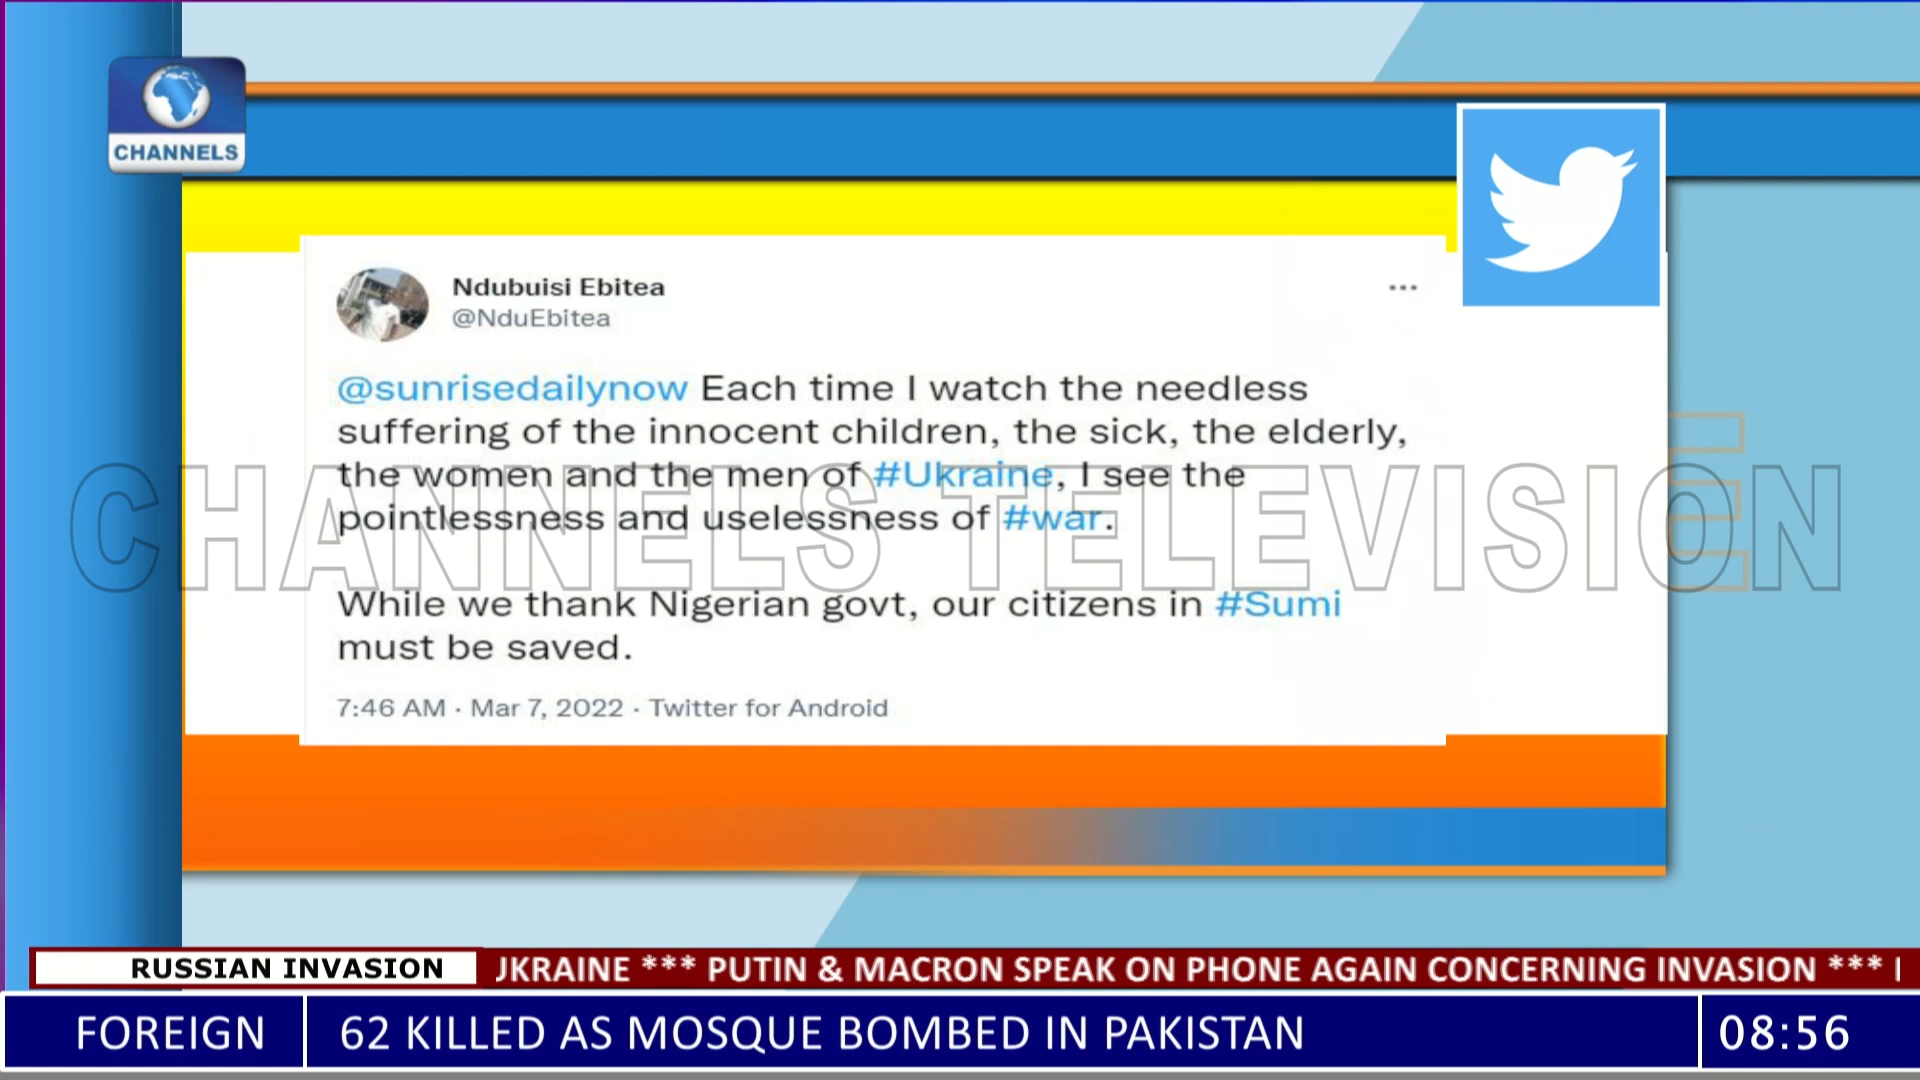 CHANNELS
Ndubuisi Ebitea
@NduEbitea
@sunrisedailynow Each time I watch the needless
suffering of the innocent children, the sick, the elderly,
the women and the men of #Ukraine, I see the
pointlessness and uselessness of #war.
While we thank Nigerian govt, our citizens in #Sumi
must be saved.
7:46 AM · Mar 7, 2022 · Twitter for Android
CHANNELS TELEVISION
RUSSIAN INVASION
UKRAINE *** PUTIN & MACRON SPEAK ON PHONE AGAIN CONCERNING INVASION ***
FOREIGN
62 KILLED AS MOSQUE BOMBED IN PAKISTAN
08:56